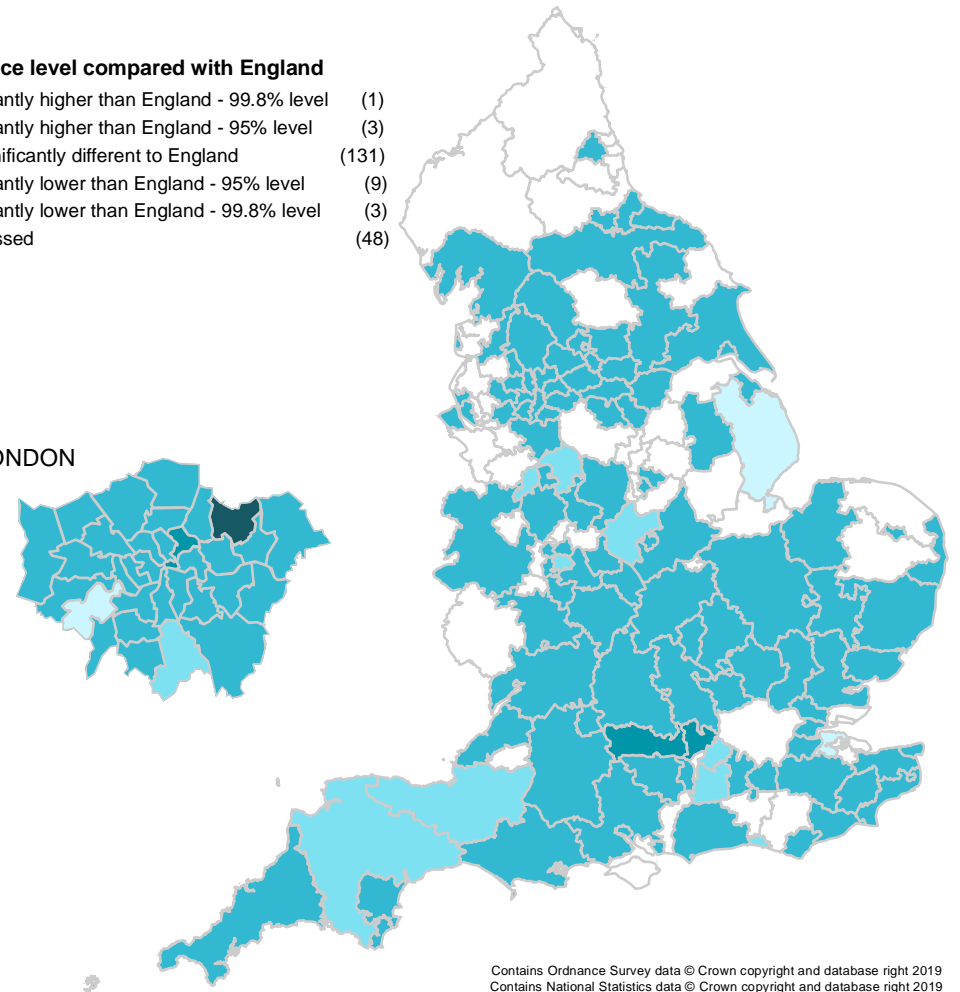 ce level compared with England
antly higher than England - 99.8% level (1)
antly higher than England - 95% level (3)
nificantly different to England (131)
antly lower than England - 95% level (9)
antly lower than England - 99.8% level (3)
ssed (48)
ONDON
Contains Ordnance Survey data © Crown copyright and database right 2019
Contains National Statistics data © Crown copyright and database right 2019